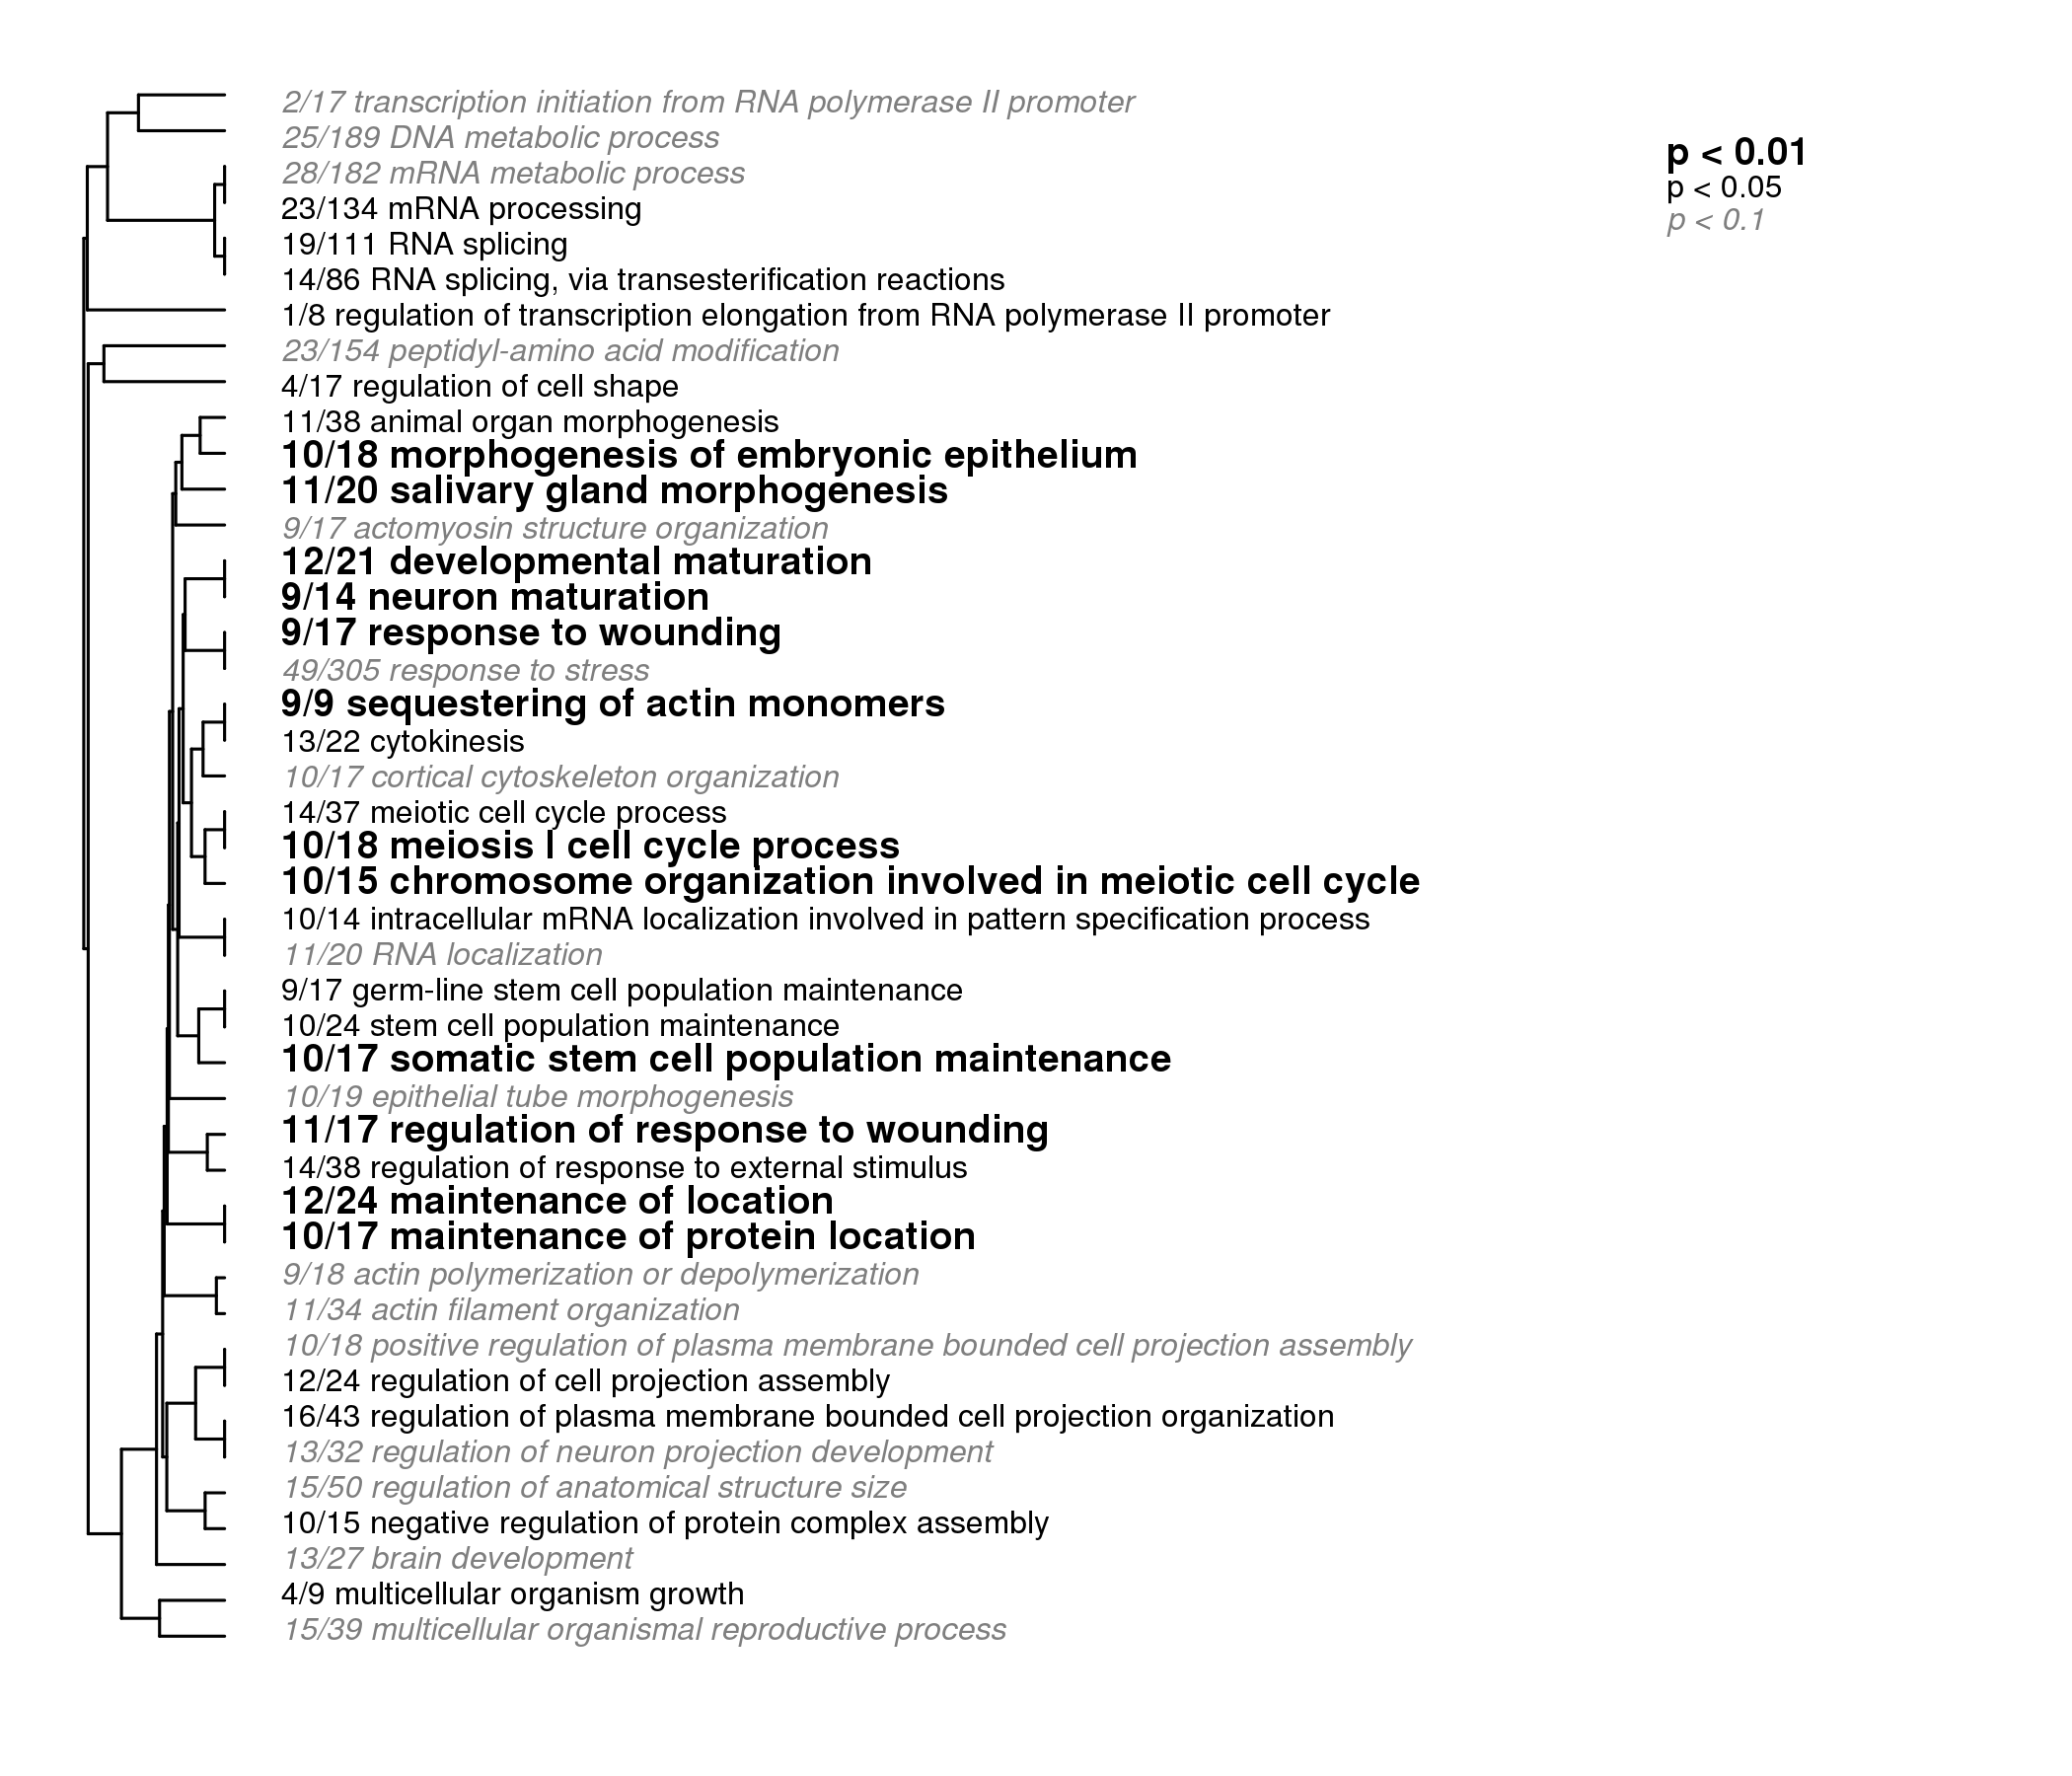 2/17 transcription initiation from RNA polymerase II promoter
25/189 DNA metabolic process
28/182 mRNA metabolic process
23/134 mRNA processing
19/111 RNA splicing
14/86 RNA splicing, via transesterification reactions
1/8 regulation of transcription elongation from RNA polymerase II promoter
23/154 peptidyl-amino acid modification
4/17 regulation of cell shape
11/38 animal organ morphogenesis
10/18 morphogenesis of embryonic epithelium
11/20 salivary gland morphogenesis
9/17 actomyosin structure organization
12/21 developmental maturation
9/14 neuron maturation
9/17 response to wounding
49/305 response to stress
9/9 sequestering of actin monomers
13/22 cytokinesis
10/17 cortical cytoskeleton organization
14/37 meiotic cell cycle process
10/18 meiosis I cell cycle process
10/15 chromosome organization involved in meiotic cell cycle
10/14 intracellular mRNA localization involved in pattern specification process
11/20 RNA localization
9/17 germ-line stem cell population maintenance
10/24 stem cell population maintenance
10/17 somatic stem cell population maintenance
10/19 epithelial tube morphogenesis
11/17 regulation of response to wounding
14/38 regulation of response to external stimulus
12/24 maintenance of location
10/17 maintenance of protein location
9/18 actin polymerization or depolymerization
11/34 actin filament organization
10/18 positive regulation of plasma membrane bounded cell projection assembly
12/24 regulation of cell projection assembly
16/43 regulation of plasma membrane bounded cell projection organization
13/32 regulation of neuron projection development
15/50 regulation of anatomical structure size
10/15 negative regulation of protein complex assembly
13/27 brain development
4/9 multicellular organism growth
15/39 multicellular organismal reproductive process
p < 0.01
p < 0.05
p < 0.1